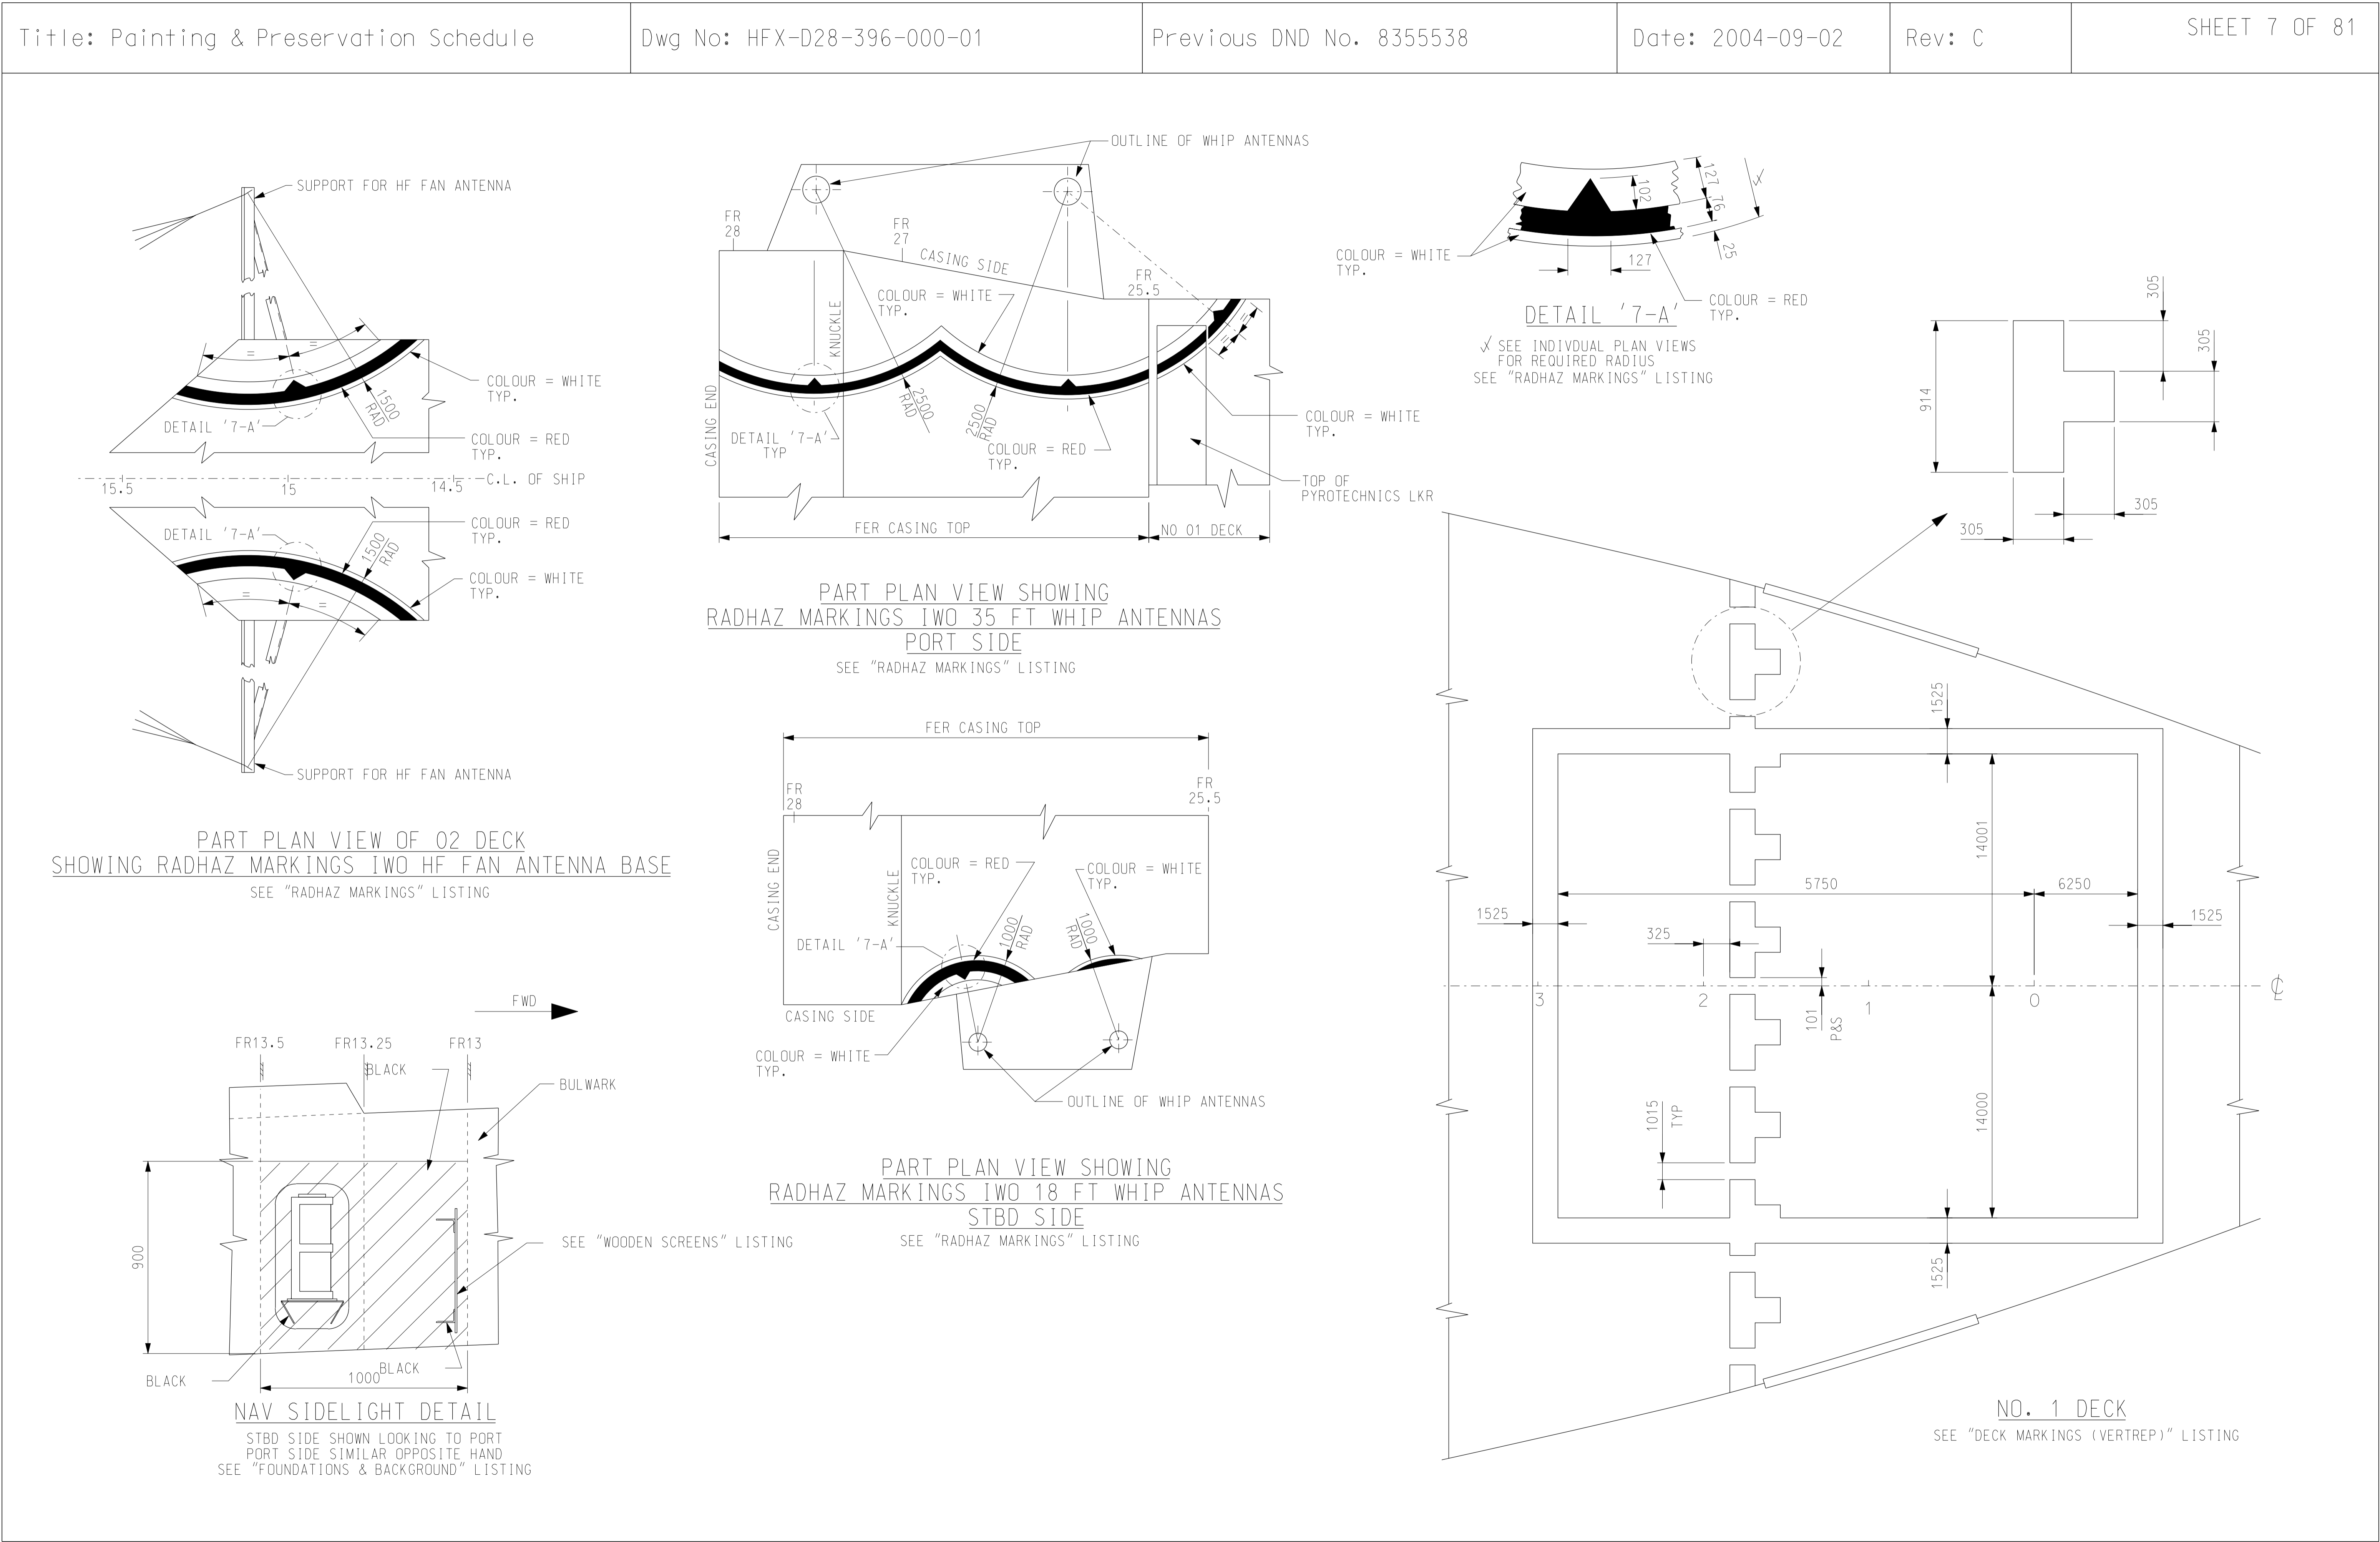 Title: Painting & Preservation Schedule
Dwg No: HFX-D28-396-000-01
Previous DND No. 8355538
Date: 2004-09-02
Rev: C
SHEET 7 OF 81
SUPPORT FOR HF FAN ANTENNA
=
=
COLOUR = WHITE
TYP.
1500
RAD
DETAIL '7-A'
COLOUR = RED
TYP.
15.5
15
14.5
C.L. OF SHIP
DETAIL '7-A'
COLOUR = RED
TYP.
1500
RAD
COLOUR = WHITE
TYP.
=
=
SUPPORT FOR HF FAN ANTENNA
PART PLAN VIEW OF 02 DECK
SHOWING RADHAZ MARKINGS IWO HF FAN ANTENNA BASE
SEE "RADHAZ MARKINGS" LISTING
OUTLINE OF WHIP ANTENNAS
FR
28
FR
27
CASING SIDE
FR
25.5
COLOUR = WHITE
TYP.
KNUCKLE
=
=
CASING END
2500
RAD
2500
RAD
DETAIL '7-A'
TYP
COLOUR = RED
TYP.
COLOUR = WHITE
TYP.
TOP OF
PYROTECHNICS LKR
FER CASING TOP
NO 01 DECK
PART PLAN VIEW SHOWING
RADHAZ MARKINGS IWO 35 FT WHIP ANTENNAS
PORT SIDE
SEE "RADHAZ MARKINGS" LISTING
102
127
76
25
COLOUR = WHITE
TYP.
127
COLOUR = RED
TYP.
DETAIL '7-A'
SEE INDIVDUAL PLAN VIEWS
FOR REQUIRED RADIUS
SEE "RADHAZ MARKINGS" LISTING
305
305
914
305
305
FER CASING TOP
FR
28
FR
25.5
CASING END
KNUCKLE
COLOUR = RED
TYP.
COLOUR = WHITE
TYP.
DETAIL '7-A'
1000
RAD
1000
RAD
CASING SIDE
COLOUR = WHITE
TYP.
OUTLINE OF WHIP ANTENNAS
PART PLAN VIEW SHOWING
RADHAZ MARKINGS IWO 18 FT WHIP ANTENNAS
STBD SIDE
SEE "RADHAZ MARKINGS" LISTING
FWD
FR13.5
FR13.25
FR13
BLACK
BULWARK
900
SEE "WOODEN SCREENS" LISTING
BLACK
BLACK
1000
NAV SIDELIGHT DETAIL
STBD SIDE SHOWN LOOKING TO PORT
PORT SIDE SIMILAR OPPOSITE HAND
SEE "FOUNDATIONS & BACKGROUND" LISTING
1525
14001
5750
6250
1525
1525
325
3
2
1
0
101
P&S
1015
TYP
14000
1525
NO. 1 DECK
SEE "DECK MARKINGS (VERTREP)" LISTING